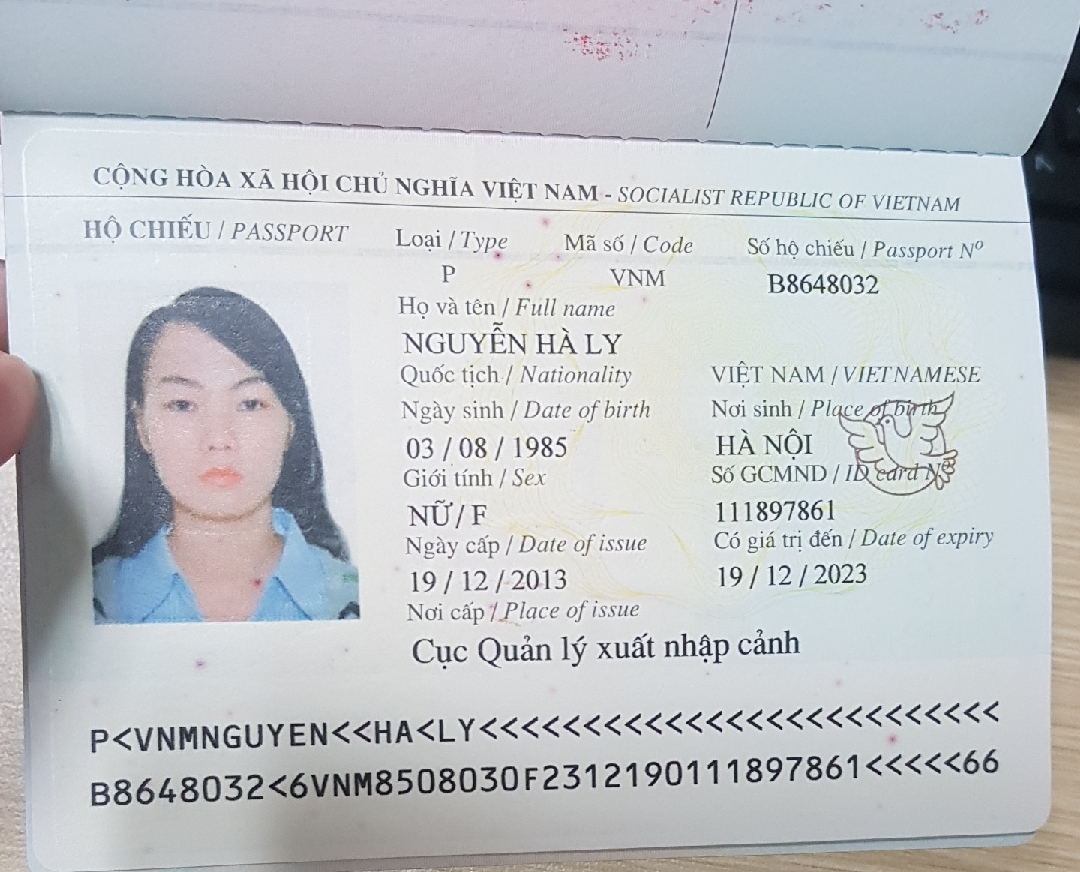 CỘNG HÒA XÃ HỘI CHỦ NGHĨA VIỆT NAM - SOCIALIST REPUBLIC OF VIETNAM
HỘ CHIẾU / PASSPORT
Loại / Type Mã số / Code Số hộ chiếu / Passport Nº
P VNM B8648032
Họ và tên / Full name
NGUYỄN HÀ LY
Quốc tịch / Nationality VIỆT NAM / VIETNAMESE
Ngày sinh / Date of birth Nơi sinh / Place of birth
03 / 08 / 1985 HÀ NỘI
Giới tính / Sex Số GCMND / ID card Nº
NỮ / F 111897861
Ngày cấp / Date of issue Có giá trị đến / Date of expiry
19 / 12 / 2013 19 / 12 / 2023
Nơi cấp / Place of issue
Cục Quản lý xuất nhập cảnh
P<VNMNGUYEN<<HA<LY<<<<<<<<<<<<<<<<<<<<<<<<<<
B8648032<6VNM8508030F2312190111897861<<<<<66